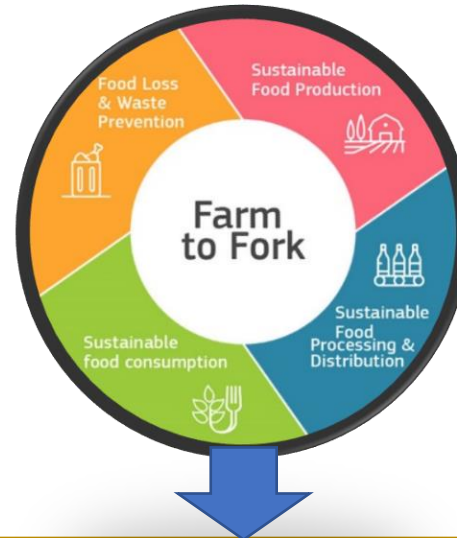 Food Loss
& Waste
Prevention
Sustainable
Food Production
Farm
to Fork
Sustainable
Food
Processing &
Distribution
Sustainable
food consumption